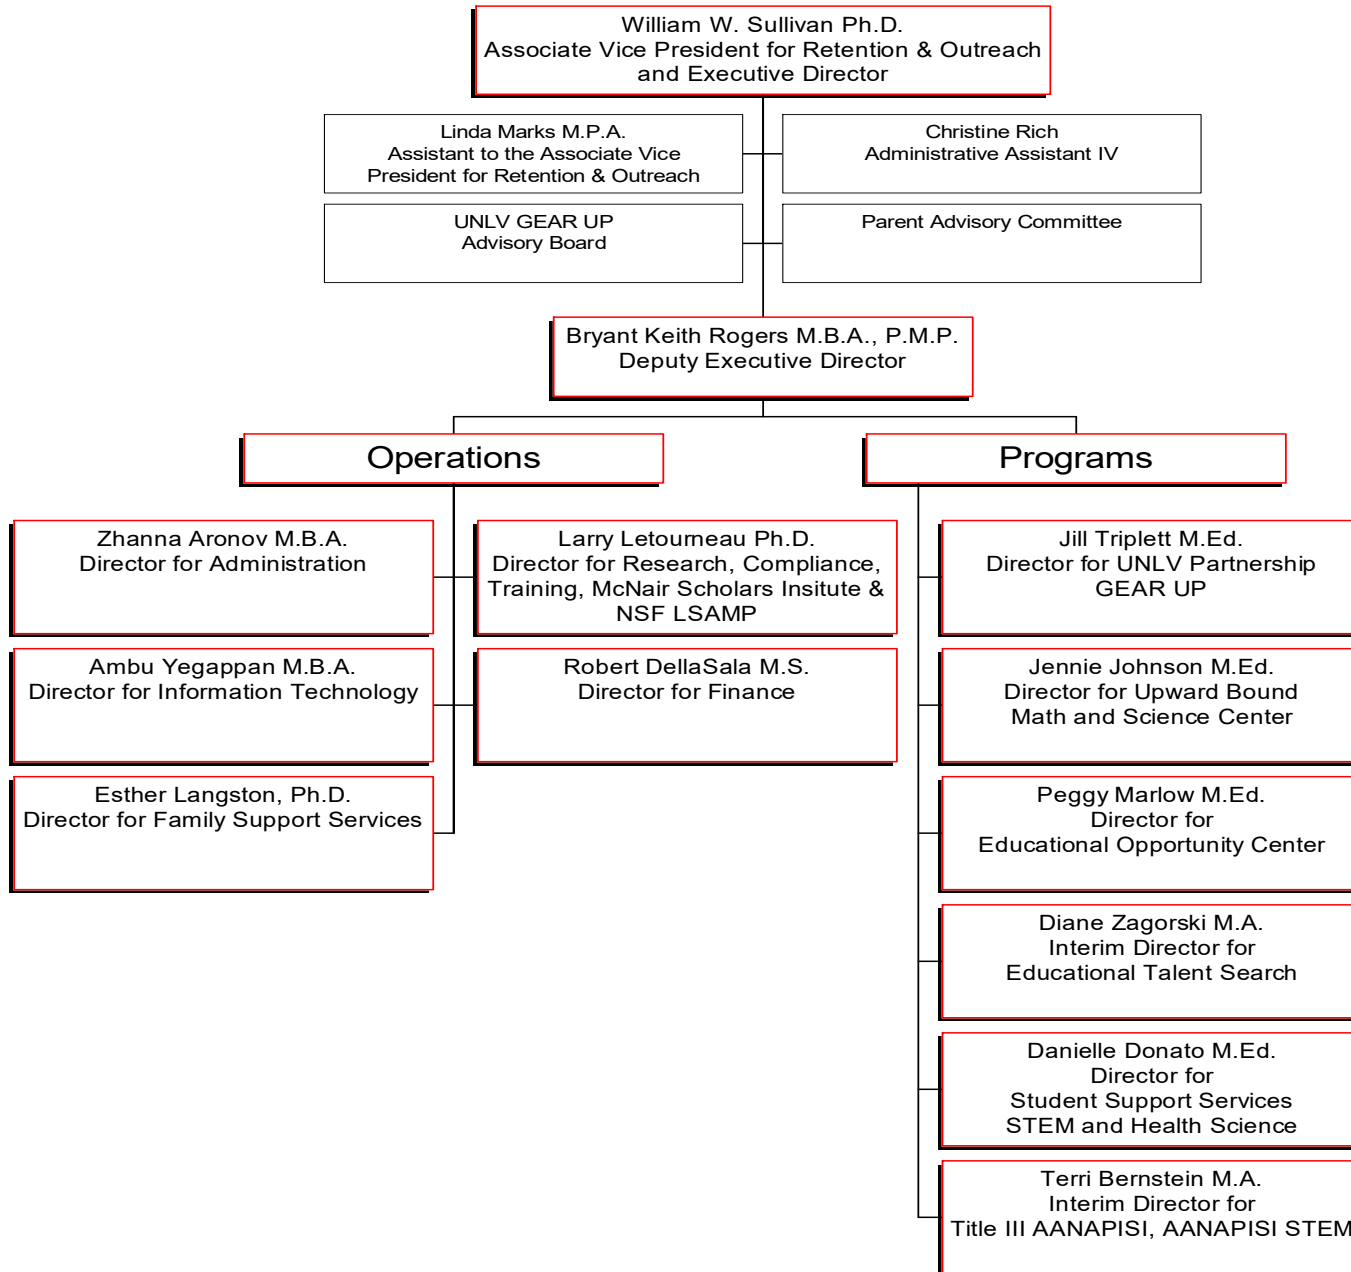 William W. Sullivan Ph.D.
Associate Vice President for Retention & Outreach
and Executive Director
Linda Marks M.P.A.
Assistant to the Associate Vice
President for Retention & Outreach
Christine Rich
Administrative Assistant IV
UNLV GEAR UP
Advisory Board
Parent Advisory Committee
Bryant Keith Rogers M.B.A., P.M.P.
Deputy Executive Director
Operations
Programs
Zhanna Aronov M.B.A.
Director for Administration
Larry Letourneau Ph.D.
Director for Research, Compliance,
Training, McNair Scholars Insitute &
NSF LSAMP
Jill Triplett M.Ed.
Director for UNLV Partnership
GEAR UP
Ambu Yegappan M.B.A.
Director for Information Technology
Robert DellaSala M.S.
Director for Finance
Jennie Johnson M.Ed.
Director for Upward Bound
Math and Science Center
Esther Langston, Ph.D.
Director for Family Support Services
Peggy Marlow M.Ed.
Director for
Educational Opportunity Center
Diane Zagorski M.A.
Interim Director for
Educational Talent Search
Danielle Donato M.Ed.
Director for
Student Support Services
STEM and Health Science
Terri Bernstein M.A.
Interim Director for
Title III AANAPISI, AANAPISI STEM